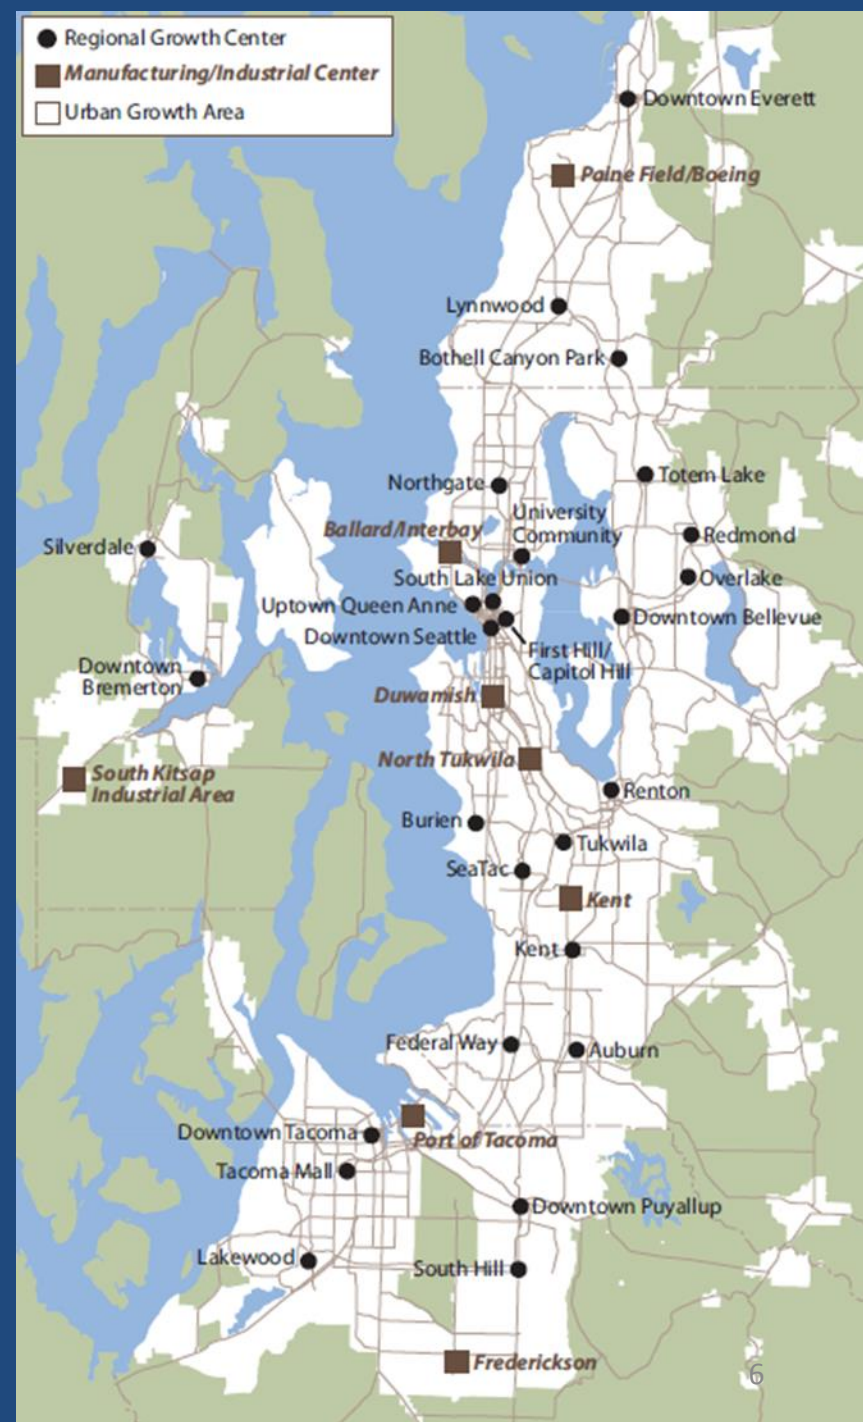 Regional Growth Center
Manufacturing/Industrial Center
Urban Growth Area
Downtown Everett
Paine Field/Boeing
Lynnwood
Bothell Canyon Park
Totem Lake
Northgate
University
Community
Ballard/Interbay
Redmond
Silverdale
South Lake Union
Overlake
Uptown Queen Anne
Downtown Bellevue
Downtown Seattle
First Hill/
Capitol Hill
Downtown
Bremerton
Duwamish
North Tukwila
South Kitsap
Industrial Area
Renton
Burien
Tukwila
SeaTac
Kent
Kent
Federal Way
Auburn
Downtown Tacoma
Port of Tacoma
Tacoma Mall
Downtown Puyallup
Lakewood
South Hill
Frederickson
6